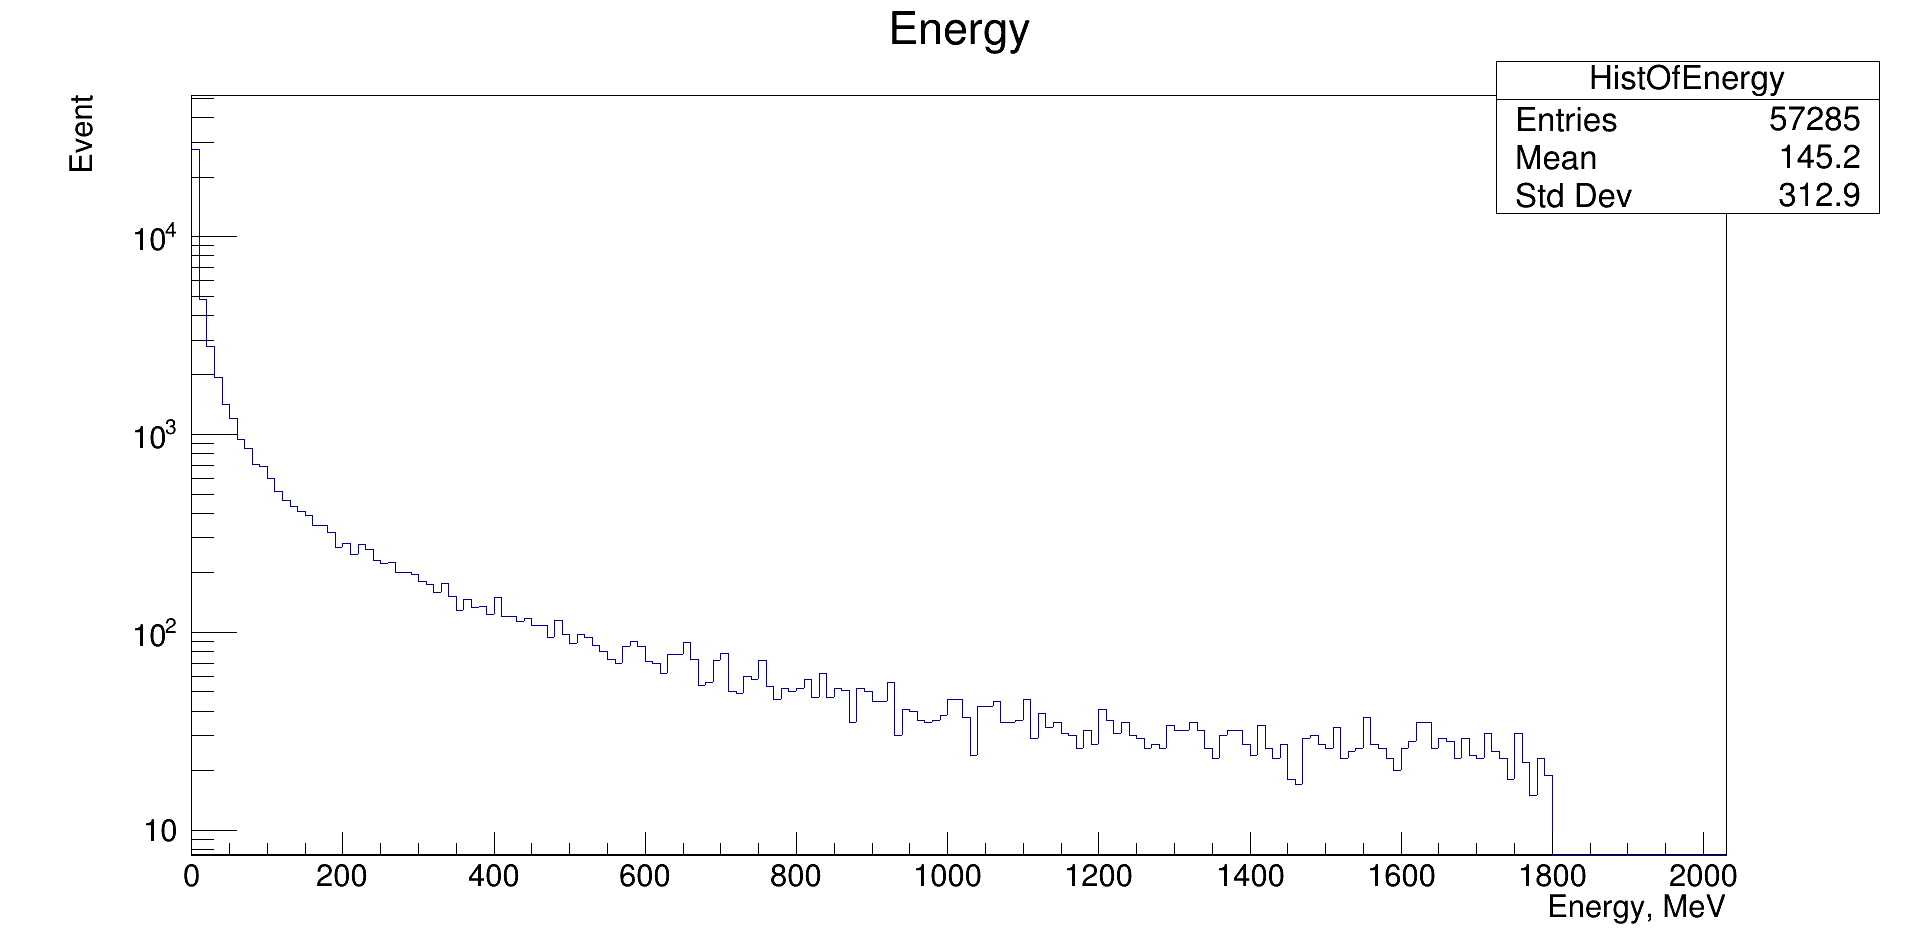 Energy
HistOfEnergy
Entries 57285
Mean 145.2
Std Dev 312.9
Event
10^4
10^3
10^2
10
0 200 400 600 800 1000 1200 1400 1600 1800 2000
Energy, MeV